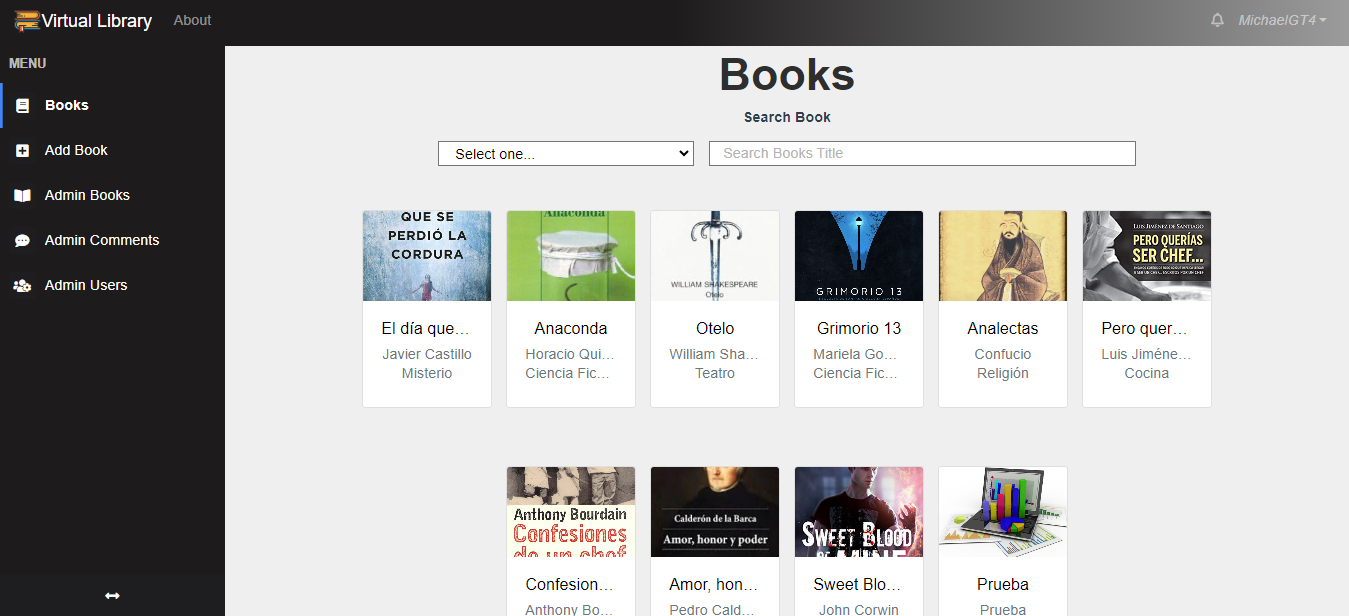 Virtual Library
About
MichaelGT4
MENU
Books
Add Book
Admin Books
Admin Comments
Admin Users
Books
Search Book
Select one...
Search Books Title
QUE SE
PERDIÓ LA
CORDURA
El día que...
Javier Castillo
Misterio
Anaconda
Anaconda
Horacio Qui...
Ciencia Fic...
WILLIAM SHAKESPEARE
Otelo
Otelo
William Sha...
Teatro
GRIMORIO 13
Grimorio 13
Mariela Go...
Ciencia Fic...
Analectas
Confucio
Religión
LUIS JIMÉNEZ DE SANTIAGO
PERO QUERÍAS
SER CHEF...
Pero quer...
Luis Jiméne...
Cocina
Anthony Bourdain
Confesiones
de un chef
Confesion...
Anthony Bo...
Calderón de la Barca
Amor, honor y poder
Amor, hon...
Pedro Cald...
SWEET BLOOD
OF MINE
Sweet Blo...
John Corwin
Prueba
Prueba